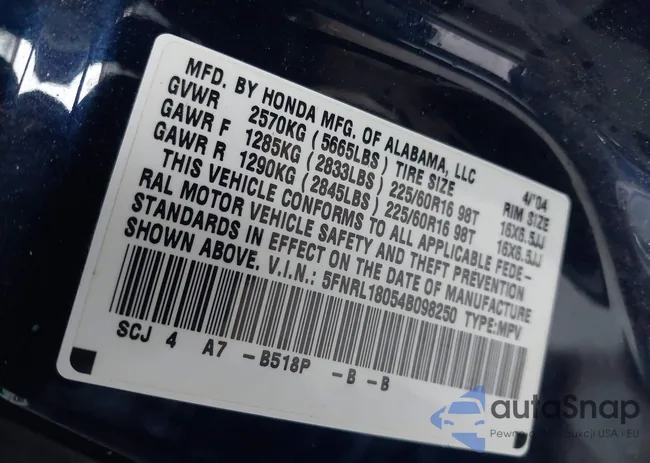 MFD. BY HONDA MFG. OF ALABAMA, LLC 4/'04
GVWR 2570KG (5665LBS) TIRE SIZE RIM SIZE
GAWR F 1285KG (2833LBS) 225/60R16 98T 16X6.5JJ
GAWR R 1290KG (2845LBS) 225/60R16 98T 16X6.5JJ
THIS VEHICLE CONFORMS TO ALL APPLICABLE FEDE-
RAL MOTOR VEHICLE SAFETY AND THEFT PREVENTION
STANDARDS IN EFFECT ON THE DATE OF MANUFACTURE
SHOWN ABOVE. V.I.N.: 5FNRL18054B098250 TYPE:MPV
SCJ 4 A7 -B518P -B -B
autoSnap
USA i EU